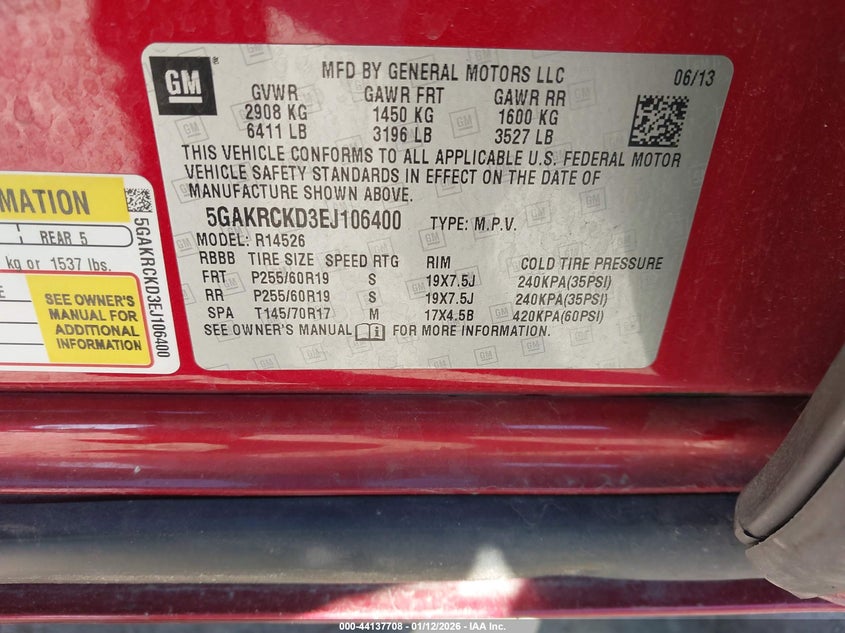 GM
MFD BY GENERAL MOTORS LLC 06/13
GVWR GAWR FRT GAWR RR
2908 KG 1450 KG 1600 KG
6411 LB 3196 LB 3527 LB
THIS VEHICLE CONFORMS TO ALL APPLICABLE U.S. FEDERAL MOTOR
VEHICLE SAFETY STANDARDS IN EFFECT ON THE DATE OF
MANUFACTURE SHOWN ABOVE.
5GAKRCKD3EJ106400 TYPE: M.P.V.
MODEL: R14526
RBBB TIRE SIZE SPEED RTG RIM COLD TIRE PRESSURE
FRT P255/60R19 S 19X7.5J 240KPA(35PSI)
RR P255/60R19 S 19X7.5J 240KPA(35PSI)
SPA T145/70R17 M 17X4.5B 420KPA(60PSI)
SEE OWNER'S MANUAL FOR MORE INFORMATION.
REAR 5
kg or 1537 lbs.
SEE OWNER'S
MANUAL FOR
ADDITIONAL
INFORMATION
5GAKRCKD3EJ106400
000-44137708 - 01/12/2026 - IAA Inc.